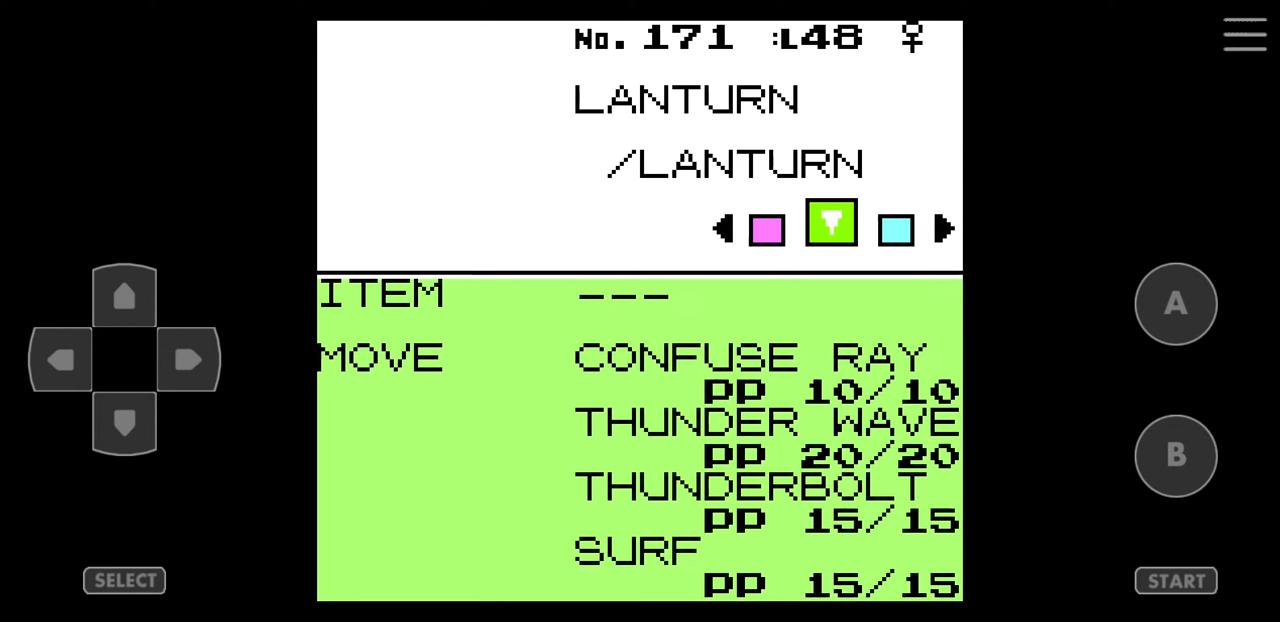 No. 171 :L48 ♀
LANTURN
/LANTURN
ITEM ---
MOVE CONFUSE RAY
PP 10/10
THUNDER WAVE
PP 20/20
THUNDERBOLT
PP 15/15
SURF
PP 15/15
A
B
SELECT
START